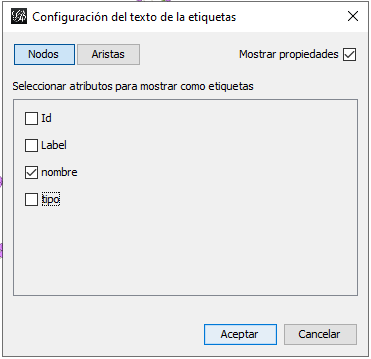 Configuración del texto de la etiquetas
Nodos Aristas Mostrar propiedades
Seleccionar atributos para mostrar como etiquetas
Id
Label
nombre
tipo
Aceptar Cancelar